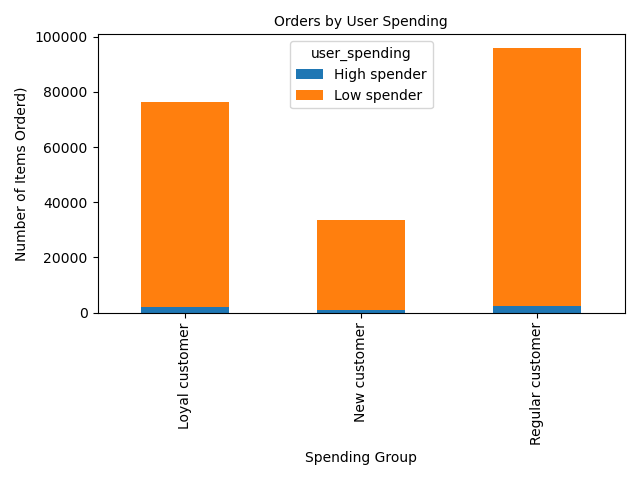 Orders by User Spending
user_spending
High spender
Low spender
Number of Items Orderd)
100000
80000
60000
40000
20000
0
Loyal customer
New customer
Regular customer
Spending Group